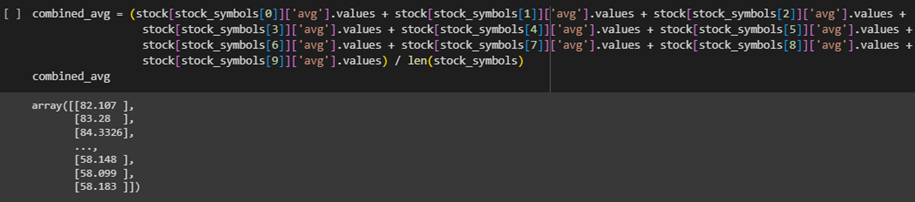 [ ] combined_avg = (stock[stock_symbols[0]]['avg'].values + stock[stock_symbols[1]]['avg'].values + stock[stock_symbols[2]]['avg'].values +
stock[stock_symbols[3]]['avg'].values + stock[stock_symbols[4]]['avg'].values + stock[stock_symbols[5]]['avg'].values +
stock[stock_symbols[6]]['avg'].values + stock[stock_symbols[7]]['avg'].values + stock[stock_symbols[8]]['avg'].values +
stock[stock_symbols[9]]['avg'].values) / len(stock_symbols)
combined_avg
array([[82.107 ],
[83.28  ],
[84.3326],
...,
[58.148 ],
[58.099 ],
[58.183 ]])